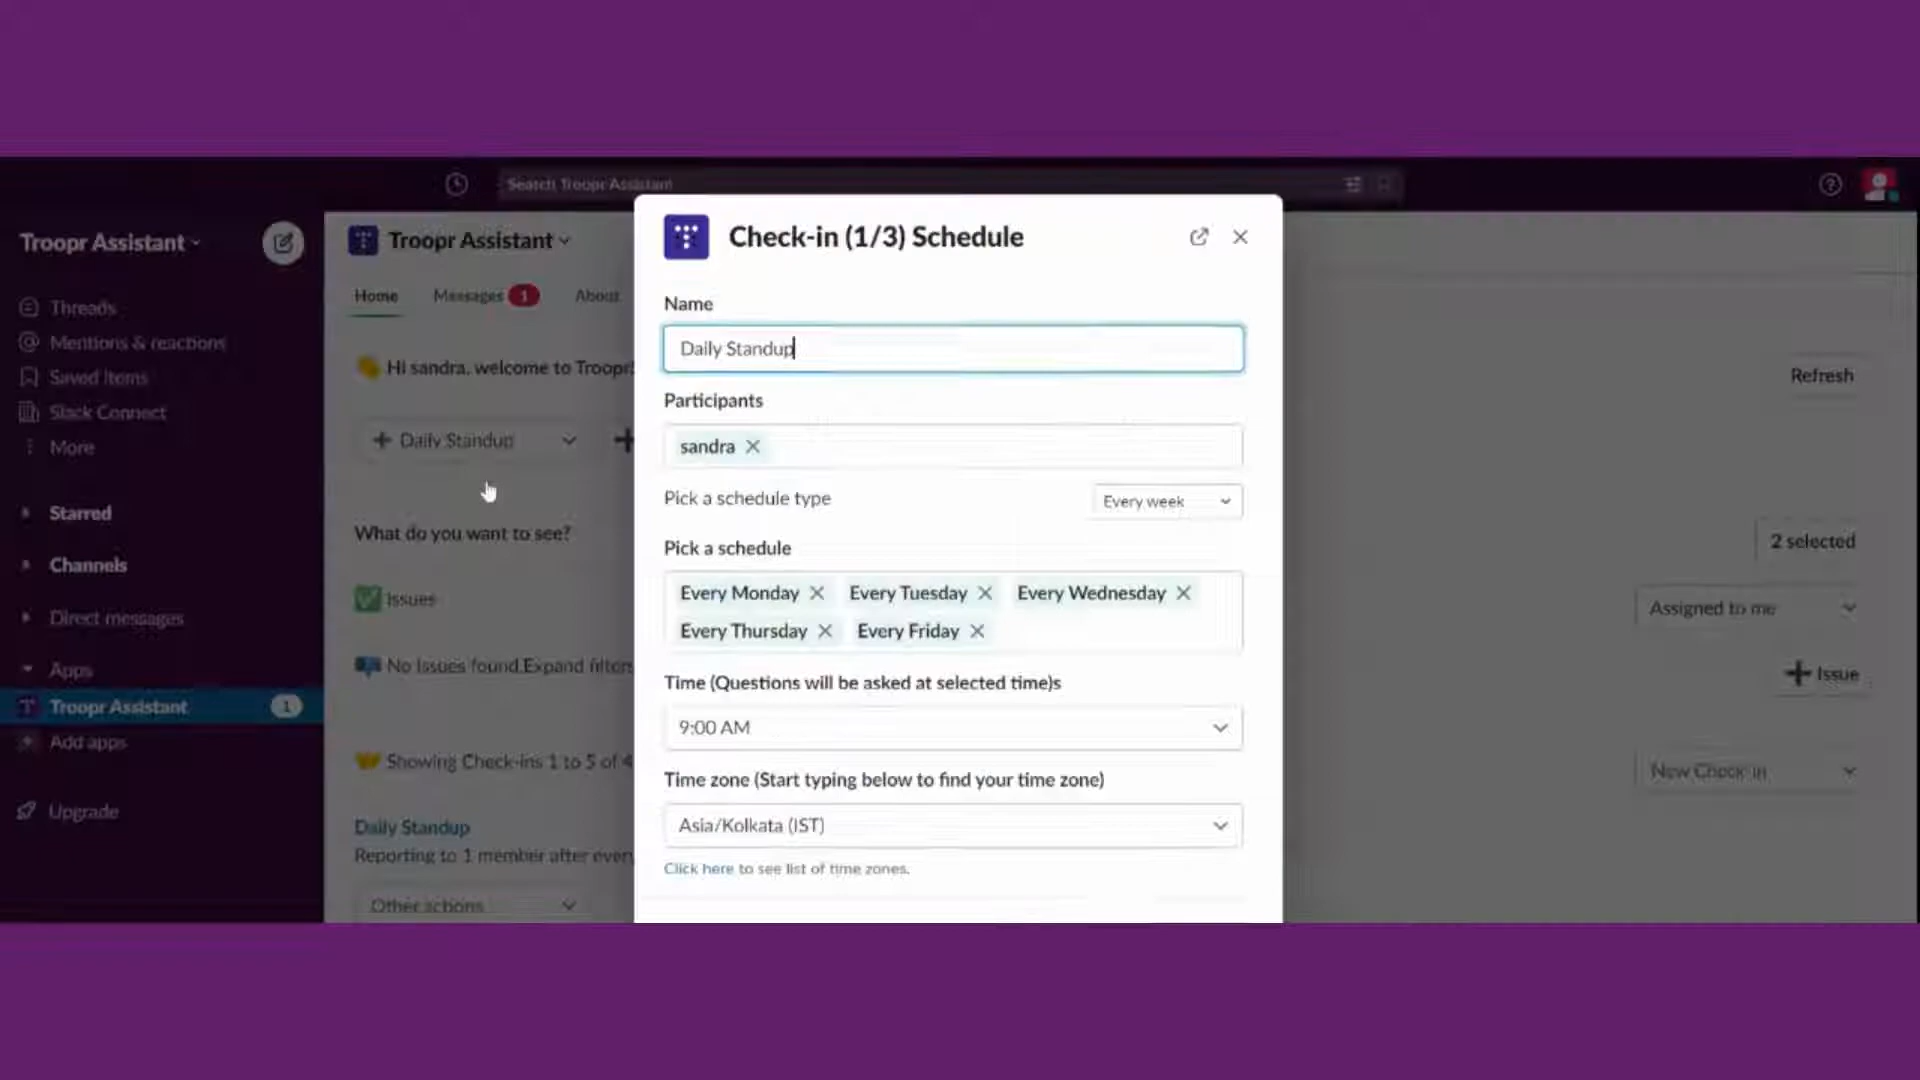 Search Troopr Assistant
Troopr Assistant
Threads
Mentions & reactions
Saved items
Slack Connect
More
Starred
Channels
Direct messages
Apps
Troopr Assistant 1
Add apps
Upgrade
Troopr Assistant
Home Messages 1 About
Hi sandra, welcome to Troopr!
Refresh
Daily Standup
What do you want to see?
2 selected
Issues
Assigned to me
No Issues found.Expand filters
Issue
Showing Check-ins 1 to 5 of 4
New Check-in
Daily Standup
Reporting to 1 member after every
Other actions
Check-in (1/3) Schedule
Name
Daily Standup
Participants
sandra
Pick a schedule type Every week
Pick a schedule
Every Monday Every Tuesday Every Wednesday
Every Thursday Every Friday
Time (Questions will be asked at selected time)s
9:00 AM
Time zone (Start typing below to find your time zone)
Asia/Kolkata (IST)
Click here to see list of time zones.